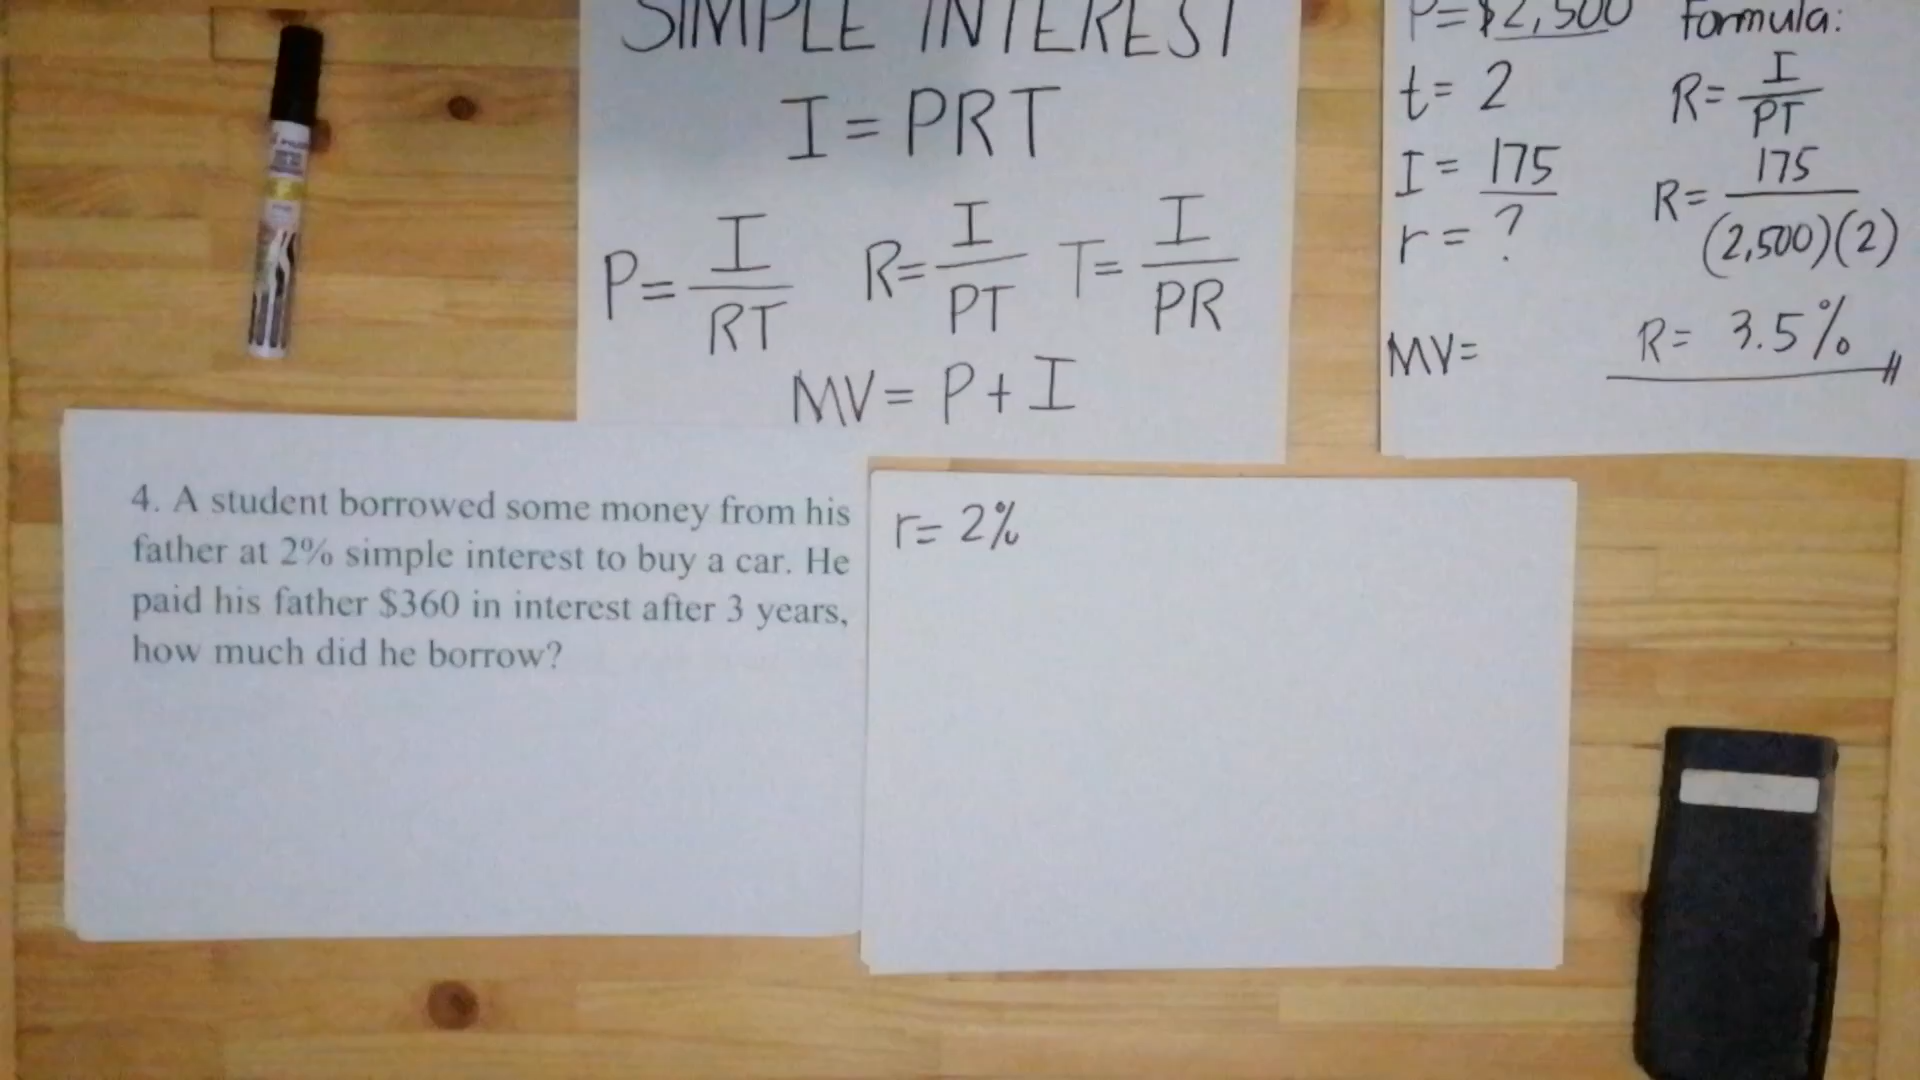 SIMPLE INTEREST
I = PRT
P = I/RT R = I/PT T = I/PR
MV = P + I
P = $2,500 Formula:
t = 2 R = I/PT
I = 175 R = 175/(2,500)(2)
r = ?
MV= R = 3.5%
4. A student borrowed some money from his
father at 2% simple interest to buy a car. He
paid his father $360 in interest after 3 years,
how much did he borrow?
r = 2%